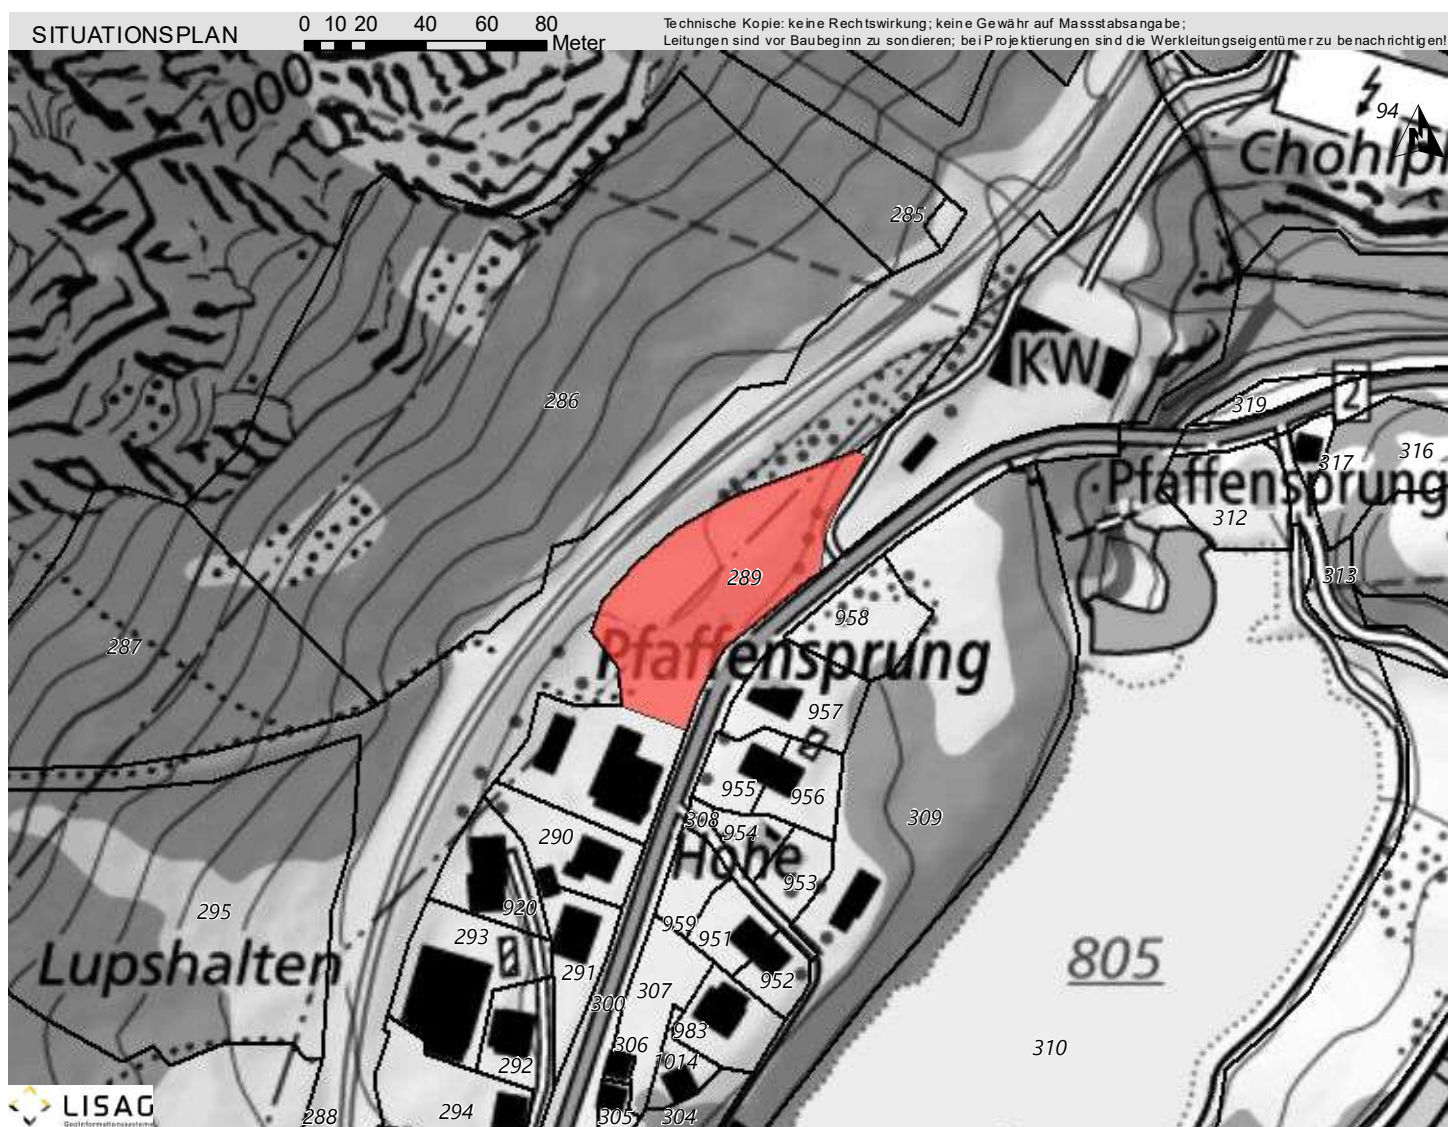 SITUATIONSPLAN
0 10 20 40 60 80
Meter
Technische Kopie: keine Rechtswirkung; keine Gewähr auf Massstabsangabe;
Leitungen sind vor Baubeginn zu sondieren; bei Projektierungen sind die Werkleitungseigentümer zu benachrichtigen!
1000
94
N
Chohlpl
285
KW
286
319
2
317
316
Pfaffensprung
312
289
313
958
287
Pfaffensprung
957
955
956
308
954
309
290
Höhe
953
295
920
959
293
951
Lupshalten
805
291
952
307
300
983
306
310
1014
292
294
288
305
304
LISAG
Geoinformationssysteme